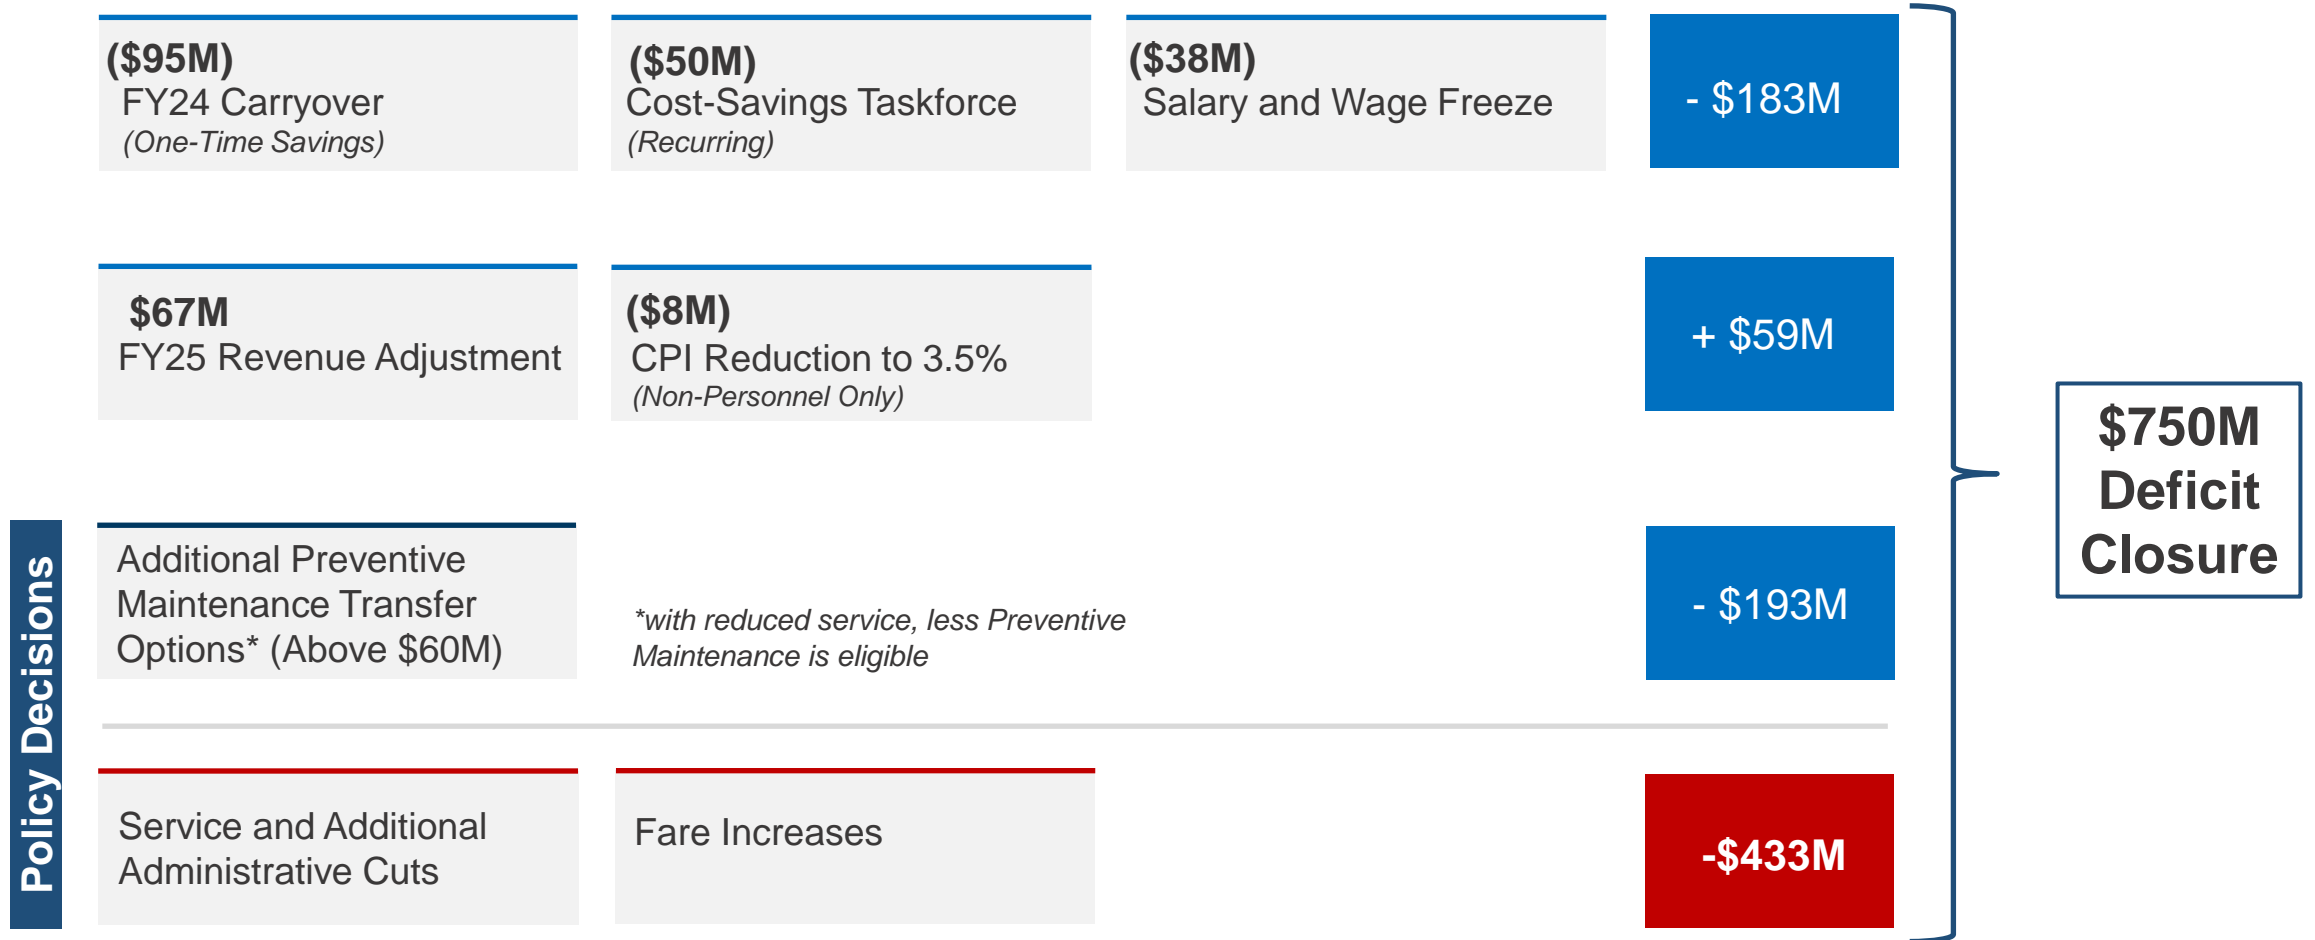 ($95M)
FY24 Carryover
(One-Time Savings)
($50M)
Cost-Savings Taskforce
(Recurring)
($38M)
Salary and Wage Freeze
- $183M
$67M
FY25 Revenue Adjustment
($8M)
CPI Reduction to 3.5%
(Non-Personnel Only)
+ $59M
Policy Decisions
Additional Preventive
Maintenance Transfer
Options* (Above $60M)
*with reduced service, less Preventive
Maintenance is eligible
- $193M
Service and Additional
Administrative Cuts
Fare Increases
-$433M
$750M
Deficit
Closure